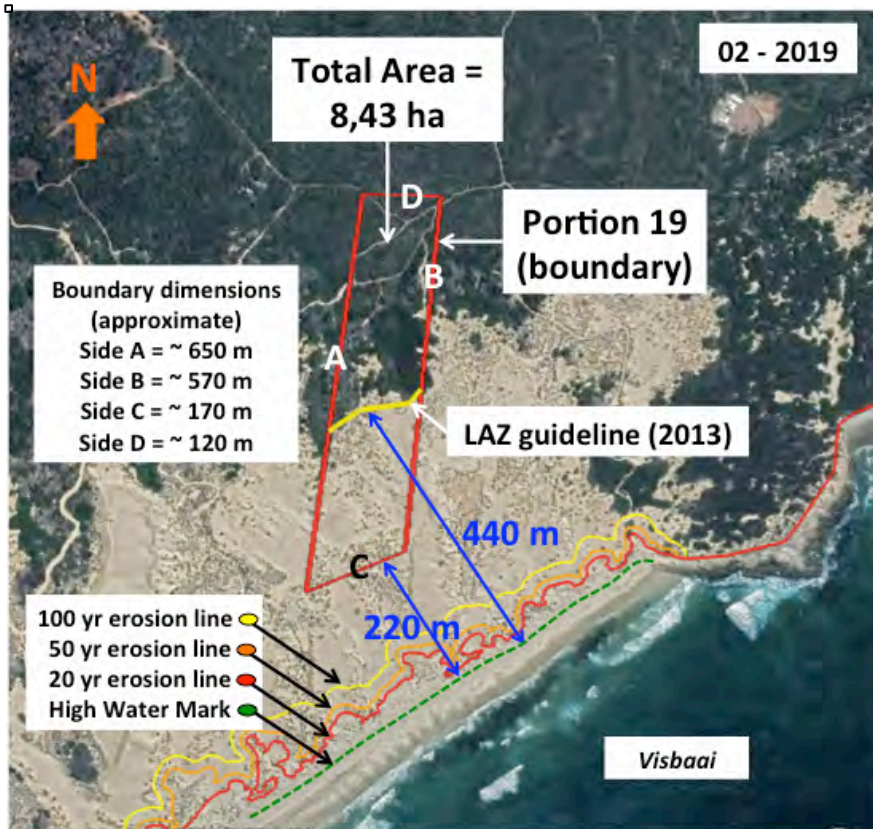 02 - 2019
N
Total Area =
8,43 ha
D
Portion 19
(boundary)
B
Boundary dimensions
(approximate)
Side A = ~ 650 m
Side B = ~ 570 m
Side C = ~ 170 m
Side D = ~ 120 m
A
LAZ guideline (2013)
440 m
C
220 m
100 yr erosion line
50 yr erosion line
20 yr erosion line
High Water Mark
Visbaai